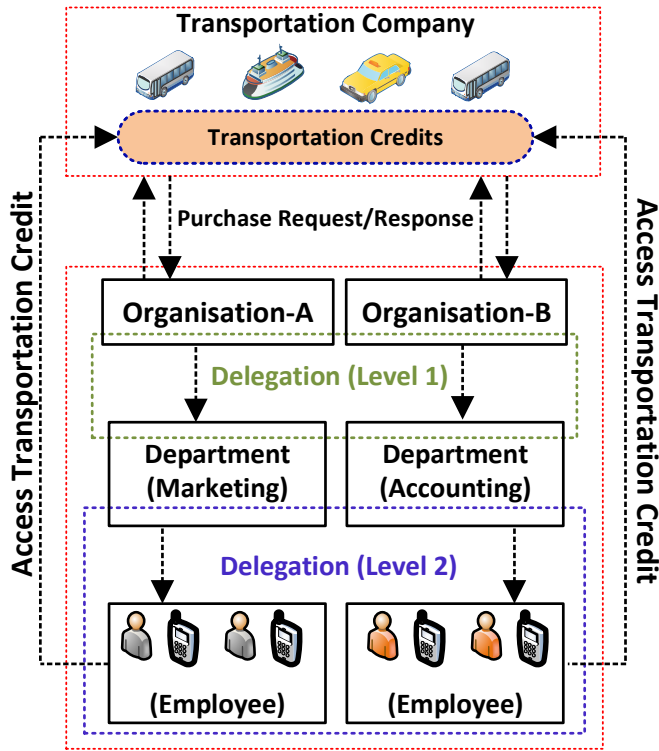 Transportation Company
Transportation Credits
Purchase Request/Response
Access Transportation Credit
Access Transportation Credit
Organisation-A
Organisation-B
Delegation (Level 1)
Department
(Marketing)
Department
(Accounting)
Delegation (Level 2)
(Employee)
(Employee)